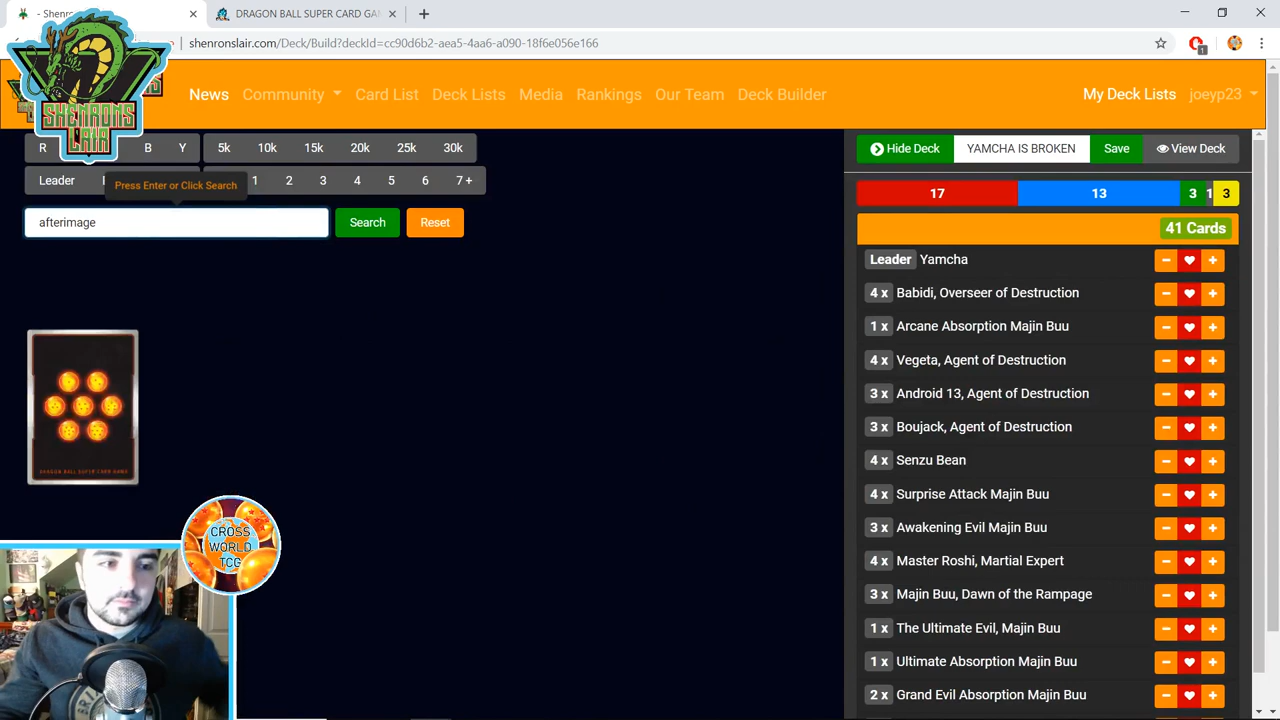 - Shenro
DRAGON BALL SUPER CARD GA
shenronslair.com/Deck/Build?deckId=cc90d6b2-aea5-4aa6-a090-18f6e056e166
1
SHENRONS LAIR
News Community Card List Deck Lists Media Rankings Our Team Deck Builder My Deck Lists joeyp23
R B Y 5k 10k 15k 20k 25k 30k
Hide Deck YAMCHA IS BROKEN Save View Deck
Leader 1 2 3 4 5 6 7+
Press Enter or Click Search
17 13 3 1 3
afterimage Search Reset
41 Cards
Leader Yamcha
4 x Babidi, Overseer of Destruction
1 x Arcane Absorption Majin Buu
4 x Vegeta, Agent of Destruction
3 x Android 13, Agent of Destruction
3 x Boujack, Agent of Destruction
4 x Senzu Bean
4 x Surprise Attack Majin Buu
3 x Awakening Evil Majin Buu
4 x Master Roshi, Martial Expert
3 x Majin Buu, Dawn of the Rampage
1 x The Ultimate Evil, Majin Buu
1 x Ultimate Absorption Majin Buu
2 x Grand Evil Absorption Majin Buu
DRAGON BALL SUPER CARD GAME
CROSS
WORLD
TCG